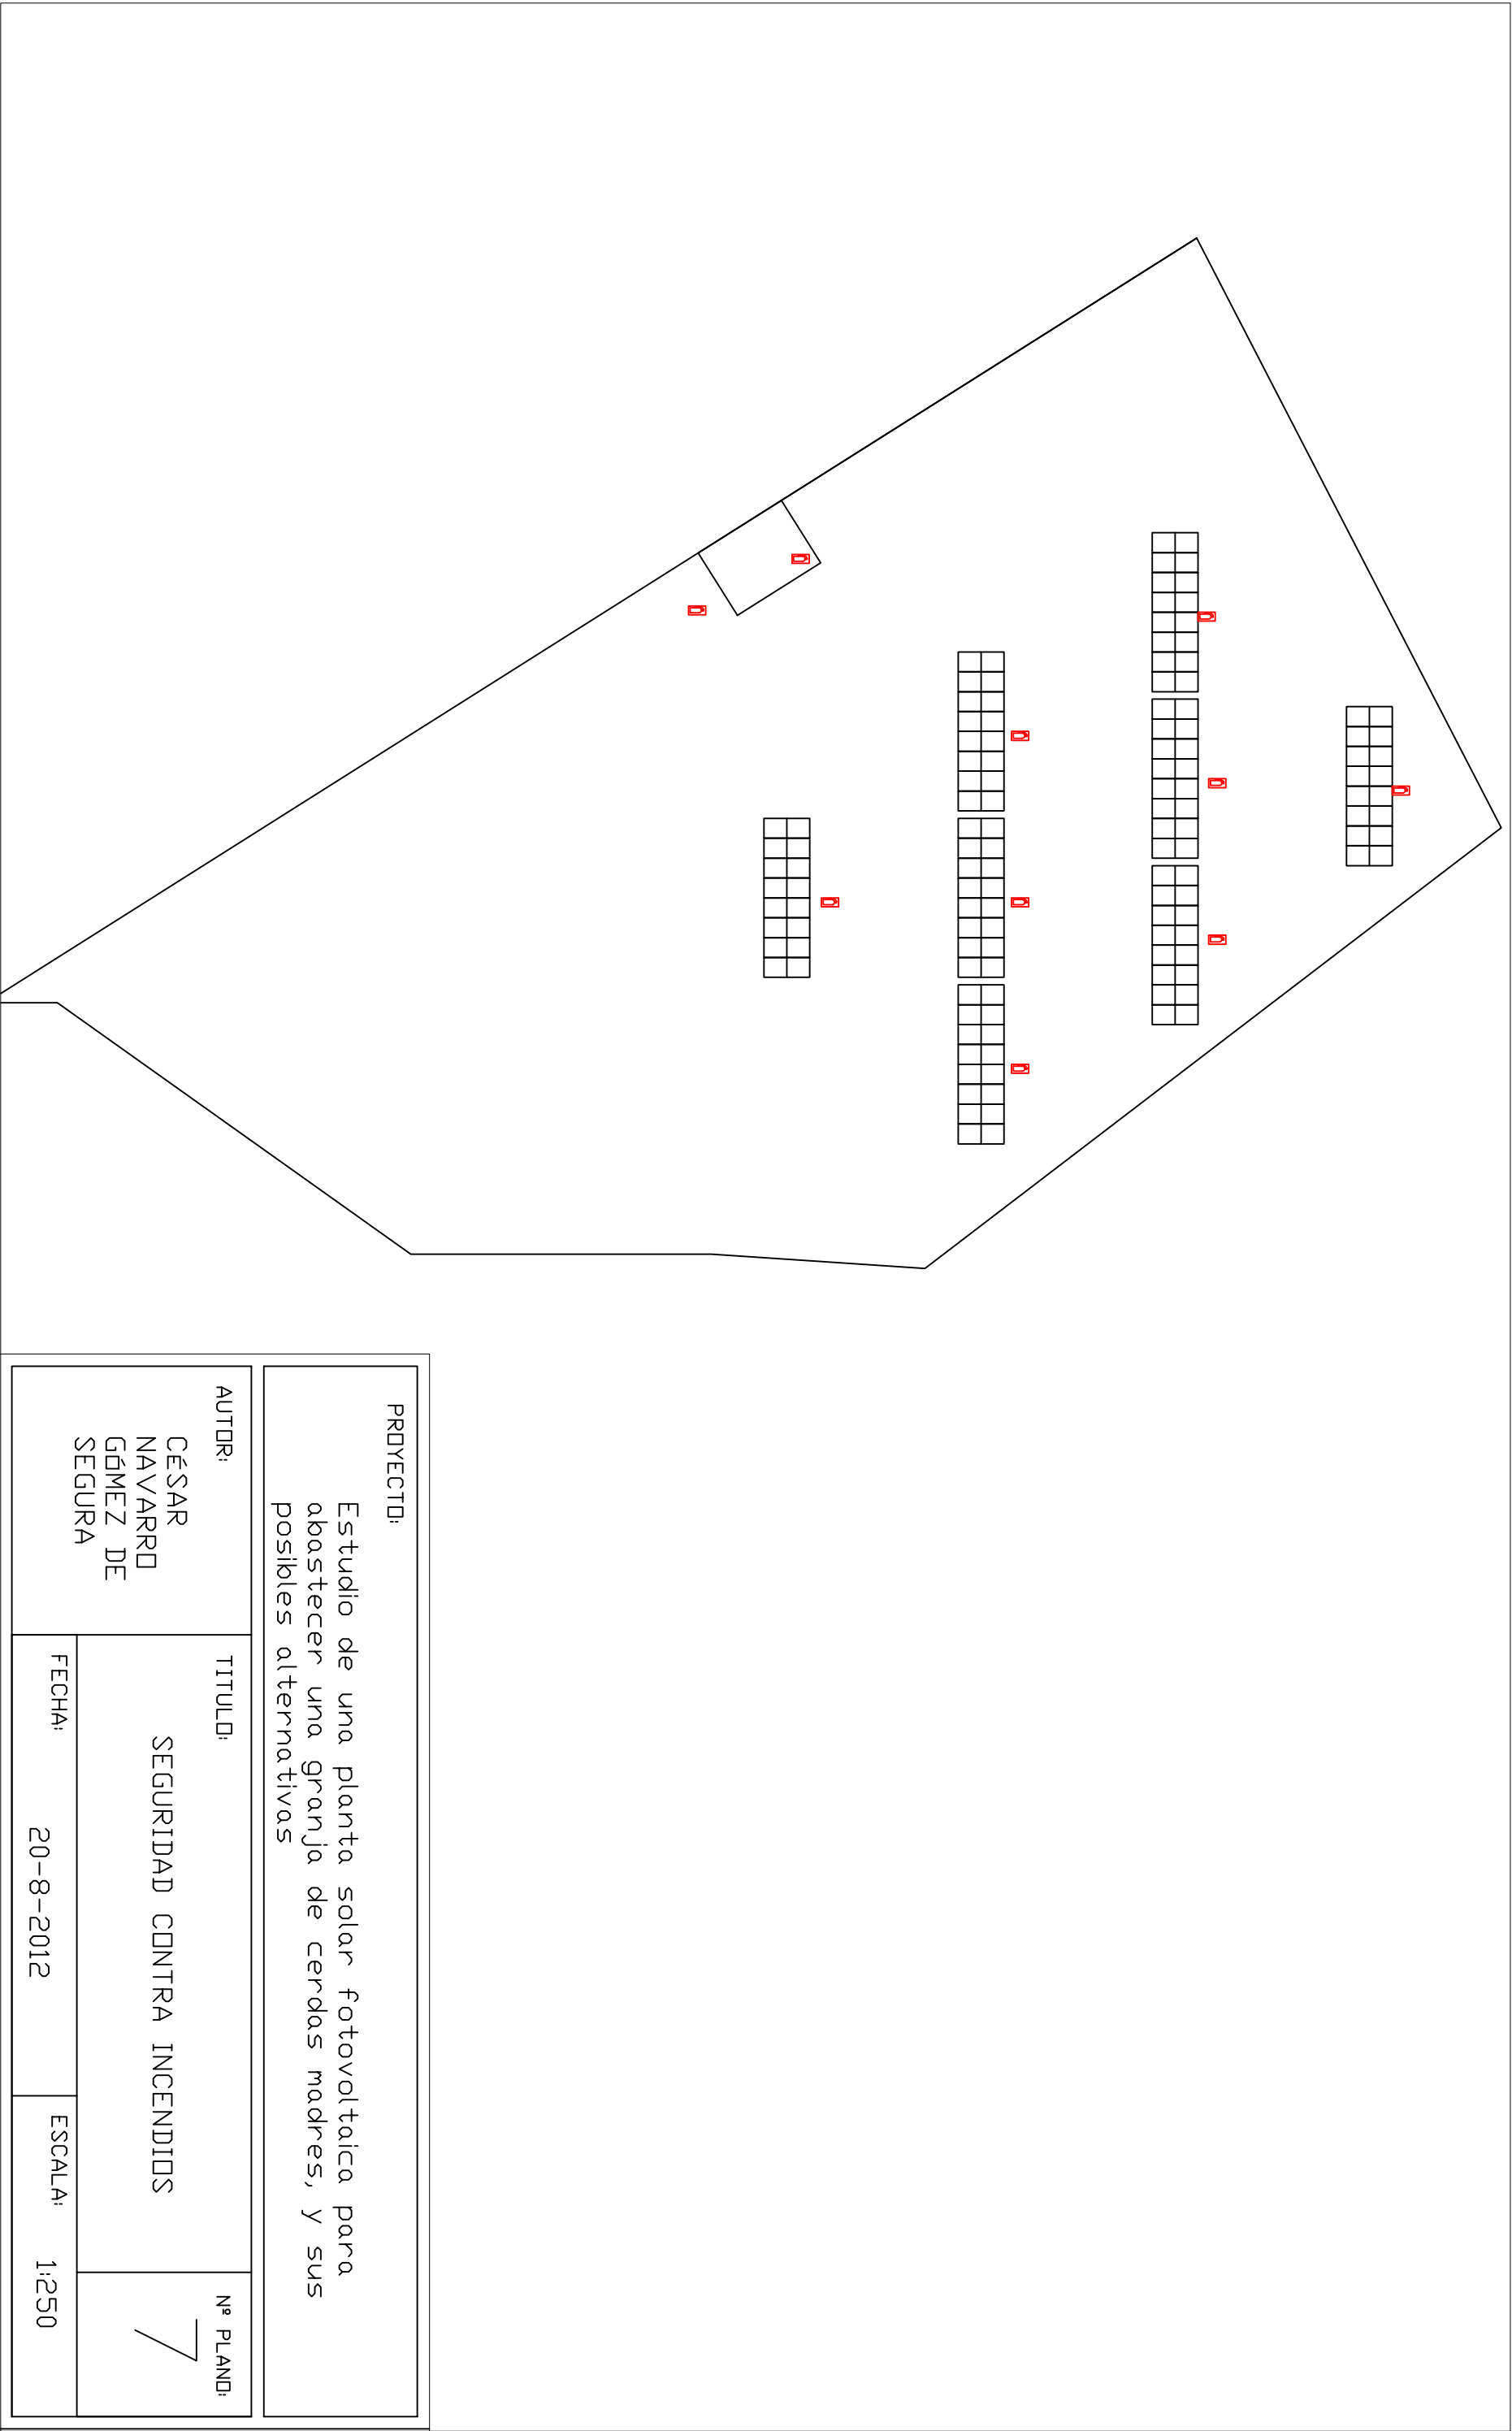 PROYECTO:
Estudio de una planta solar fotovoltaica para
abastecer una granja de cerdas madres, y sus
posibles alternativas
AUTOR:
CÉSAR
NAVARRO
GÓMEZ DE
SEGURA
TITULO:
SEGURIDAD CONTRA INCENDIOS
Nº PLANO:
7
FECHA:
20-8-2012
ESCALA:
1:250